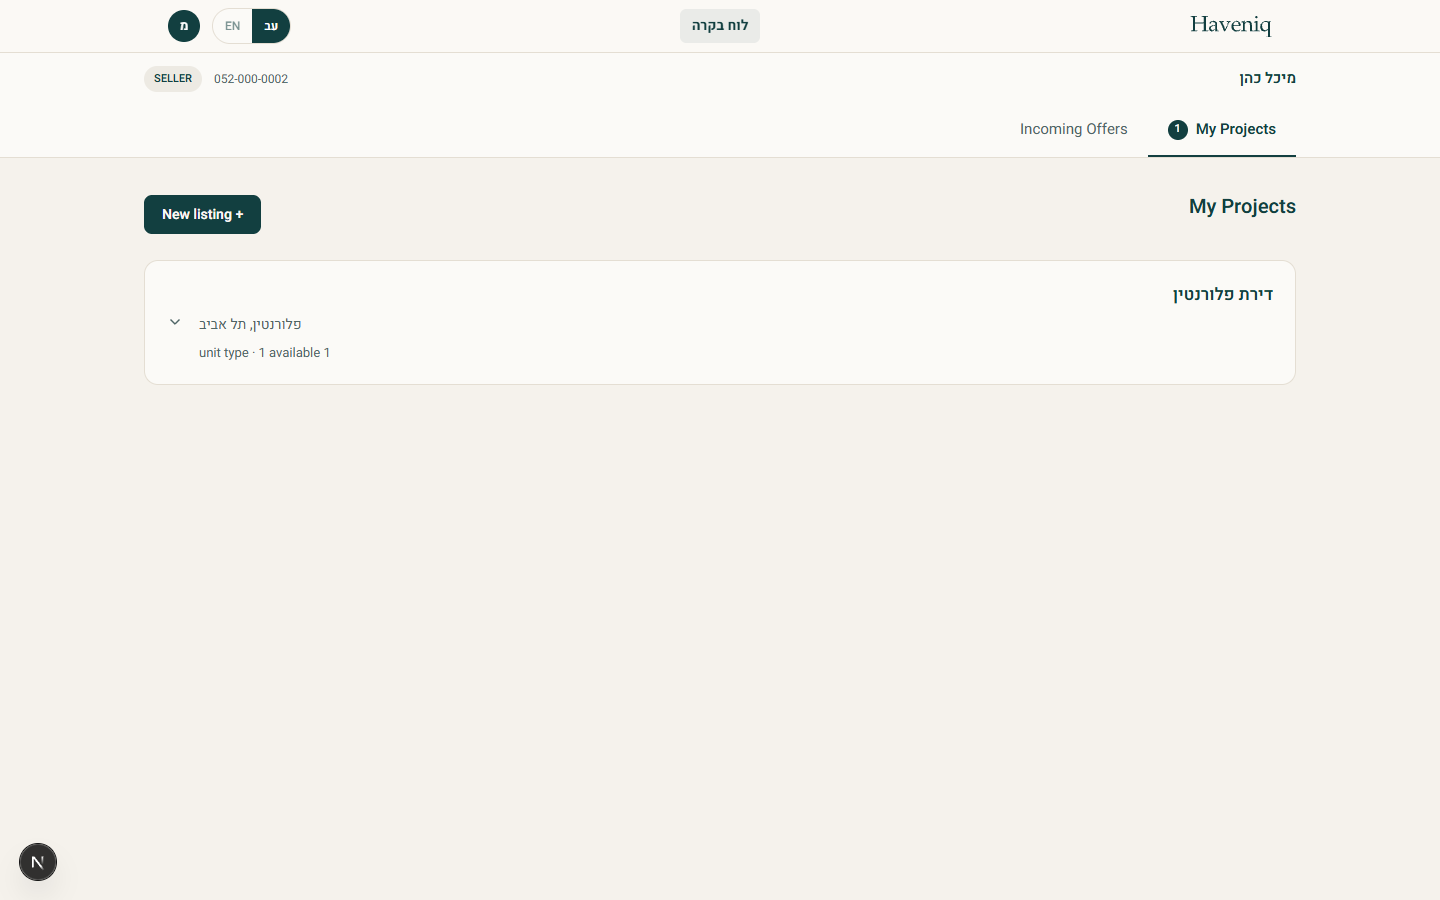 Haveniq
לוח בקרה
עב EN
מ
מיכל כהן
052-000-0002 SELLER
My Projects 1
Incoming Offers
My Projects
New listing +
דירת פלורנטין
פלורנטין, תל אביב
unit type · 1 available 1
N